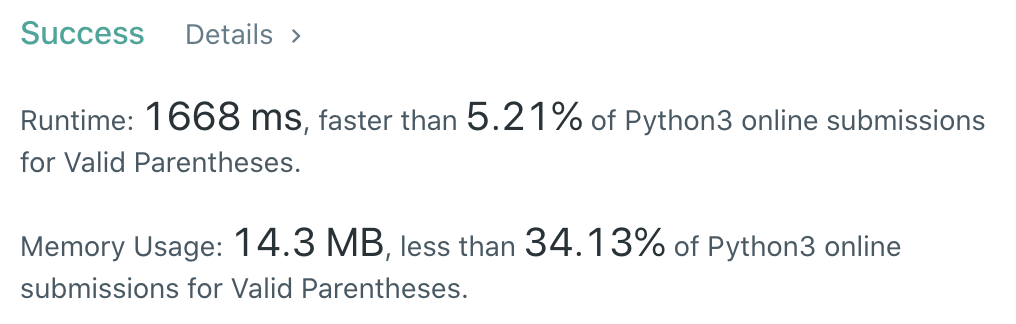 Success Details >
Runtime: 1668 ms, faster than 5.21% of Python3 online submissions
for Valid Parentheses.
Memory Usage: 14.3 MB, less than 34.13% of Python3 online
submissions for Valid Parentheses.